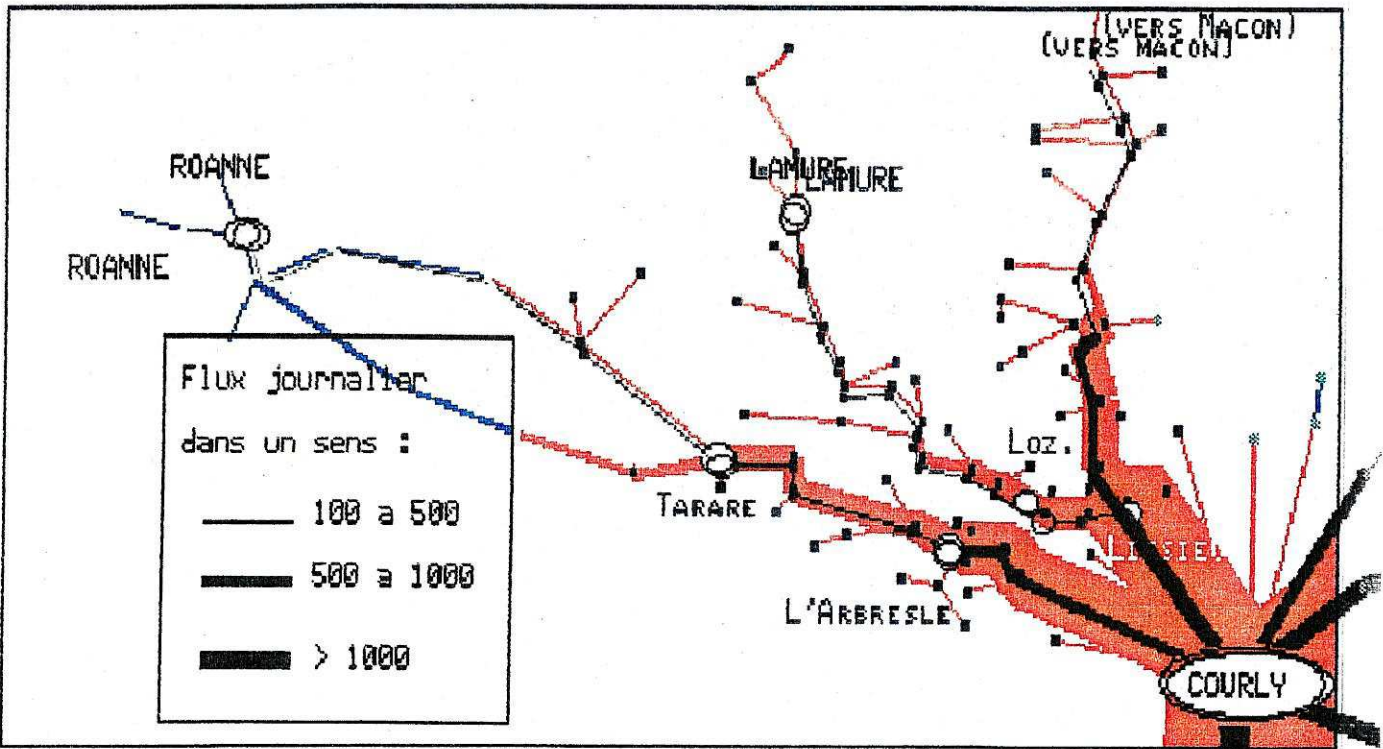 (VERS MACON)
(VERS MACON)
ROANNE
LAMURE
LAMURE
ROANNE
Flux journaliar
dans un sens :
100 a 500
500 a 1000
> 1000
LOZ.
TARARE
L'ARBRESLE
COURLY